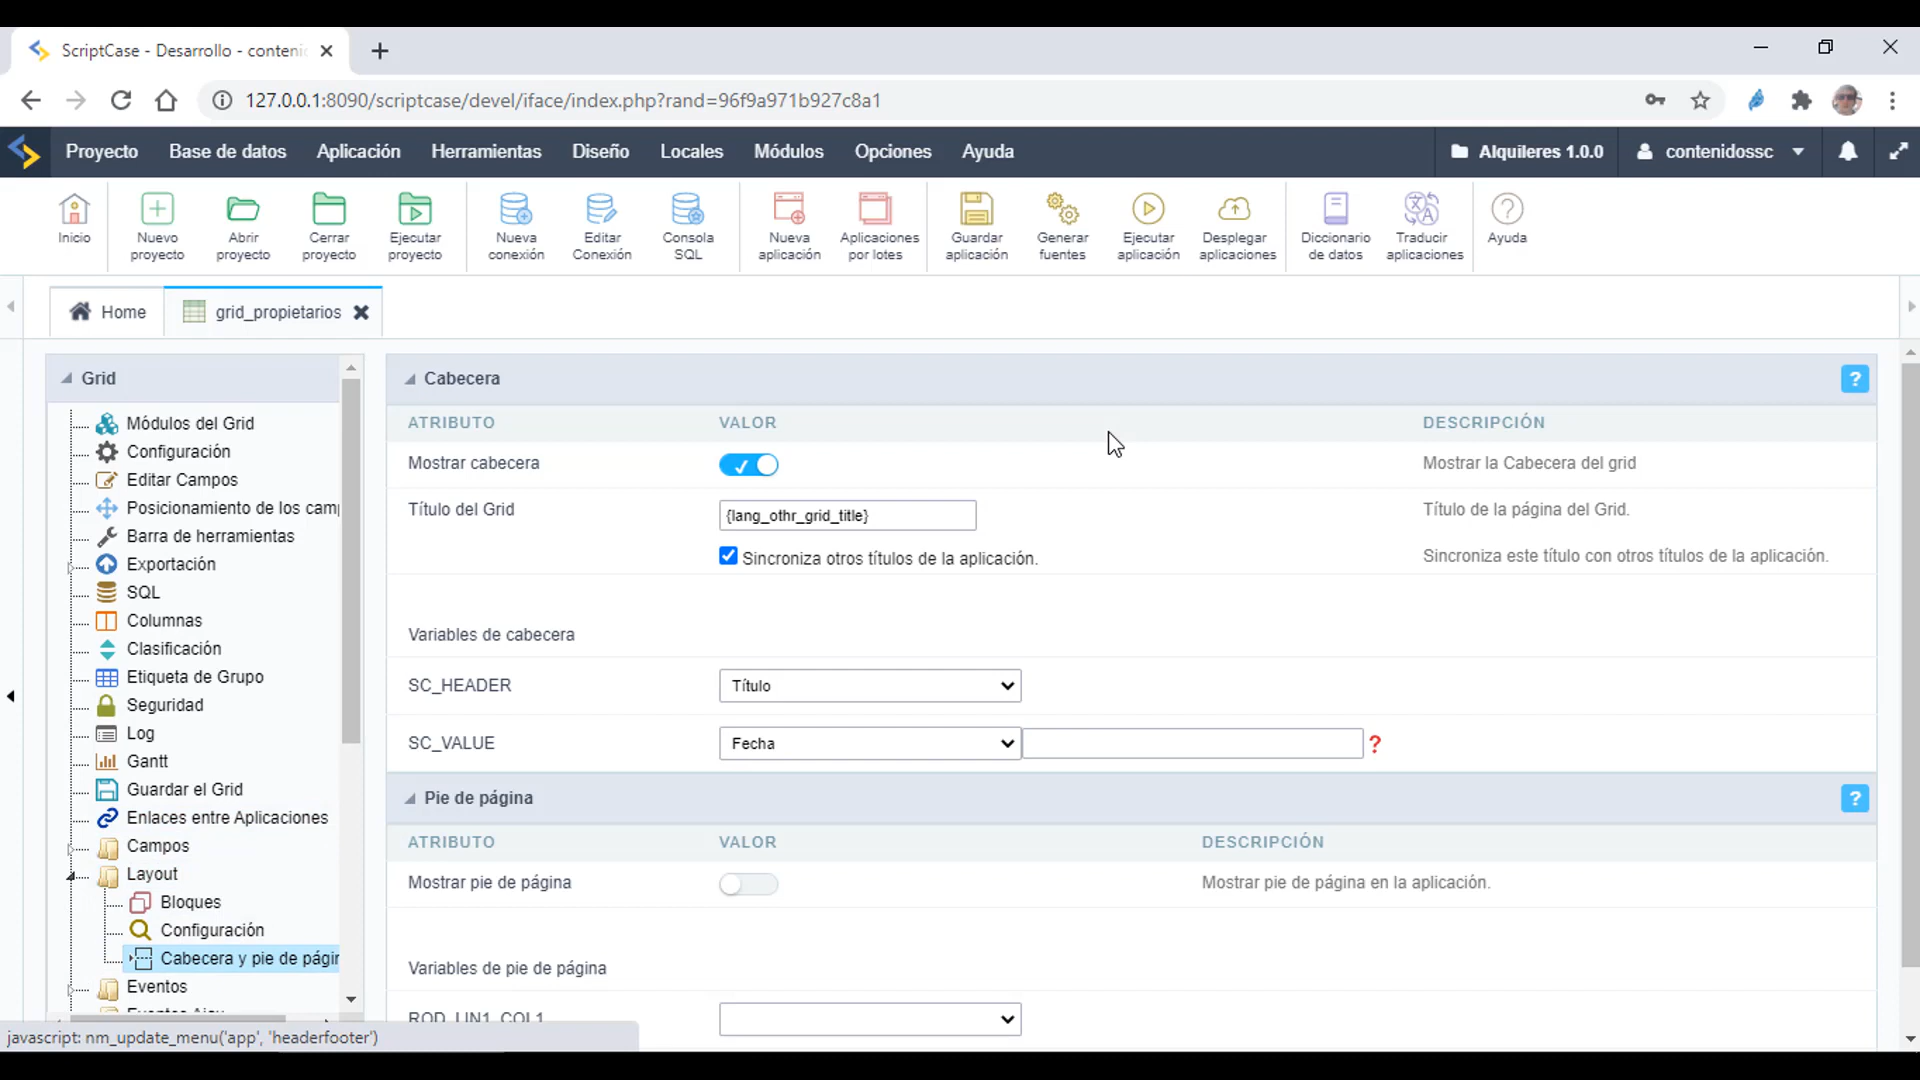 ScriptCase - Desarrollo - conteni
127.0.0.1:8090/scriptcase/devel/iface/index.php?rand=96f9a971b927c8a1
Proyecto Base de datos Aplicación Herramientas Diseño Locales Módulos Opciones Ayuda Alquileres 1.0.0 contenidossc
Inicio
Nuevo proyecto
Abrir proyecto
Cerrar proyecto
Ejecutar proyecto
Nueva conexión
Editar Conexión
Consola SQL
Nueva aplicación
Aplicaciones por lotes
Guardar aplicación
Generar fuentes
Ejecutar aplicación
Desplegar aplicaciones
Diccionario de datos
Traducir aplicaciones
Ayuda
Home grid_propietarios
Grid
Módulos del Grid
Configuración
Editar Campos
Posicionamiento de los cam
Barra de herramientas
Exportación
SQL
Columnas
Clasificación
Etiqueta de Grupo
Seguridad
Log
Gantt
Guardar el Grid
Enlaces entre Aplicaciones
Campos
Layout
Bloques
Configuración
Cabecera y pie de págin
Eventos
Cabecera ?
ATRIBUTO VALOR DESCRIPCIÓN
Mostrar cabecera Mostrar la Cabecera del grid
Título del Grid {lang_othr_grid_title} Título de la página del Grid.
Sincroniza otros títulos de la aplicación. Sincroniza este título con otros títulos de la aplicación.
Variables de cabecera
SC_HEADER Título
SC_VALUE Fecha ?
Pie de página ?
ATRIBUTO VALOR DESCRIPCIÓN
Mostrar pie de página Mostrar pie de página en la aplicación.
Variables de pie de página
ROD_LIN1_COL1
javascript: nm_update_menu('app', 'headerfooter')